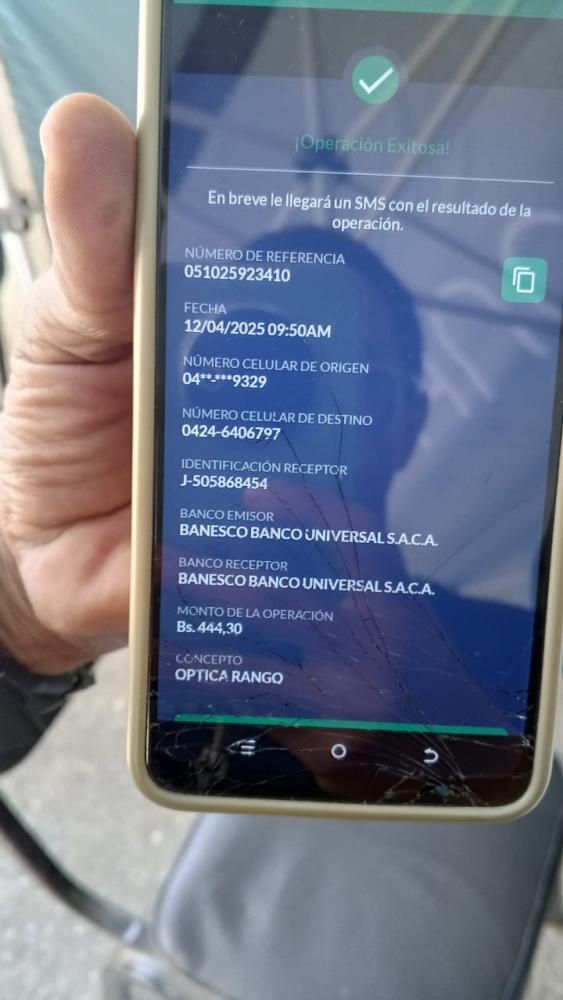 ¡Operación Exitosa!
En breve le llegará un SMS con el resultado de la
operación.
NÚMERO DE REFERENCIA
051025923410
FECHA
12/04/2025 09:50AM
NÚMERO CELULAR DE ORIGEN
04**-***9329
NÚMERO CELULAR DE DESTINO
0424-6406797
IDENTIFICACIÓN RECEPTOR
J-505868454
BANCO EMISOR
BANESCO BANCO UNIVERSAL S.A.C.A.
BANCO RECEPTOR
BANESCO BANCO UNIVERSAL S.A.C.A.
MONTO DE LA OPERACIÓN
Bs. 444,30
CONCEPTO
OPTICA RANGO